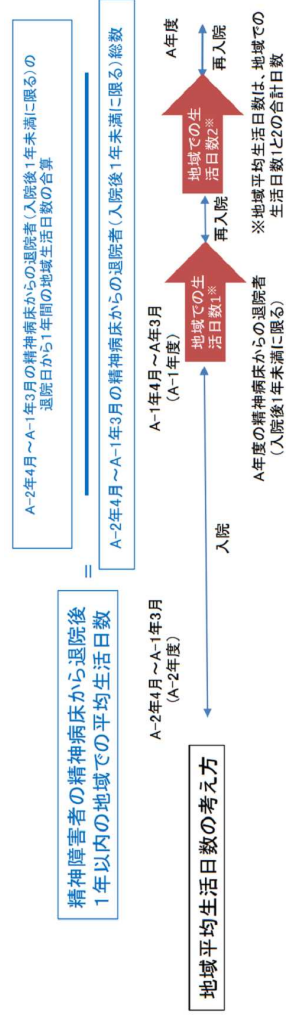 精神障害者の精神病床から退院後
1年以内の地域での平均生活日数
=
A-2年4月～A-1年3月の精神病床からの退院者(入院後1年未満に限る)の
退院日から1年間の地域生活日数の合算
A-2年4月～A-1年3月の精神病床からの退院者(入院後1年未満に限る)総数
地域平均生活日数の考え方
A-2年4月～A-1年3月
(A-2年度)
A-1年4月～A年3月
(A-1年度)
A年度
入院
地域での生
活日数1※
再入院
地域での生
活日数2※
再入院
A年度の精神病床からの退院者
(入院後1年未満に限る)
※地域平均生活日数は、地域での
生活日数1と2の合計日数